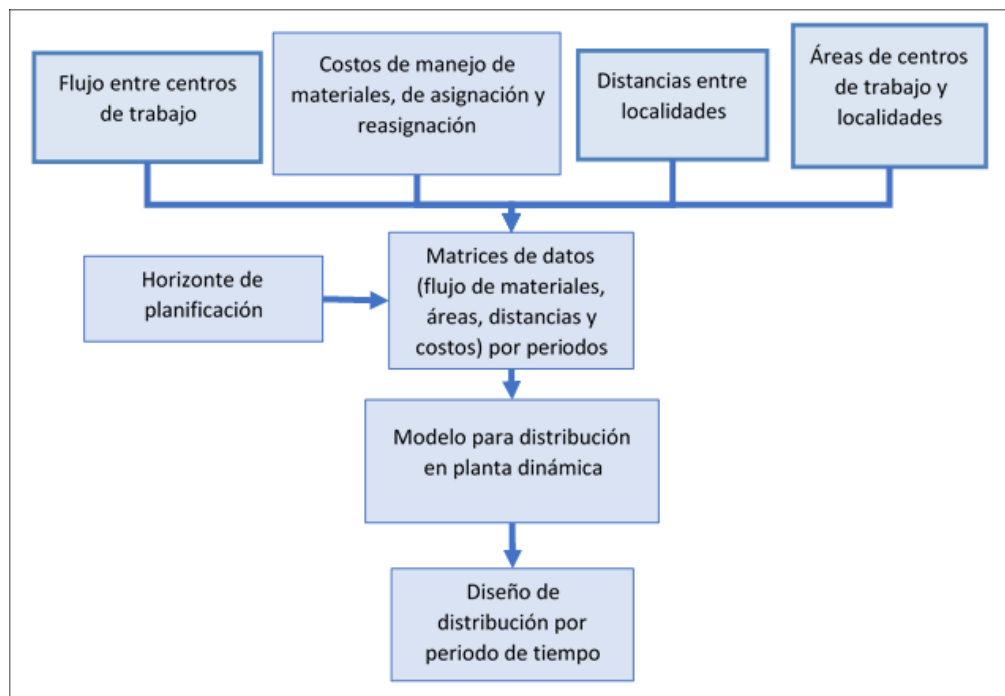 Flujo entre centros
de trabajo
Costos de manejo de
materiales, de asignación y
reasignación
Distancias entre
localidades
Áreas de centros
de trabajo y
localidades
Horizonte de
planificación
Matrices de datos
(flujo de materiales,
áreas, distancias y
costos) por periodos
Modelo para distribución
en planta dinámica
Diseño de
distribución por
periodo de tiempo